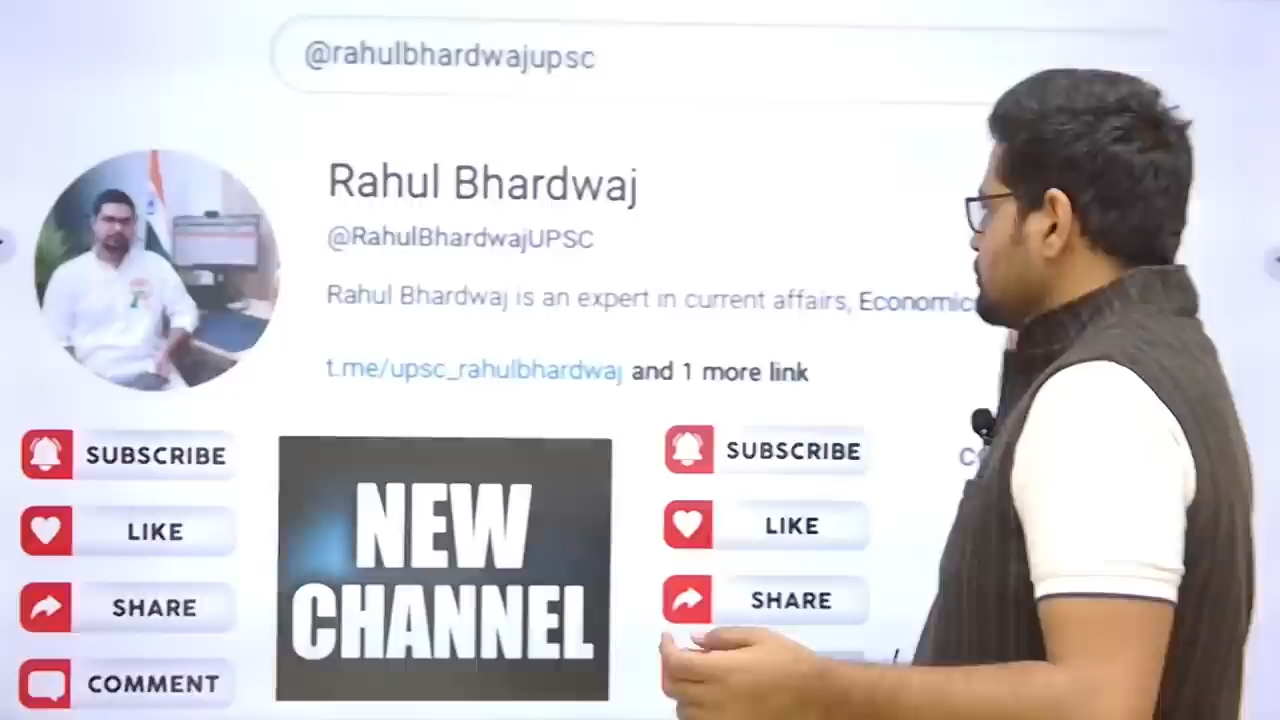 @rahulbhardwajupsc
Rahul Bhardwaj
@RahulBhardwajUPSC
Rahul Bhardwaj is an expert in current affairs,
t.me/upsc_rahulbhardwaj and 1 more link
SUBSCRIBE
LIKE
SHARE
COMMENT
NEW
CHANNEL
SUBSCRIBE
LIKE
SHARE